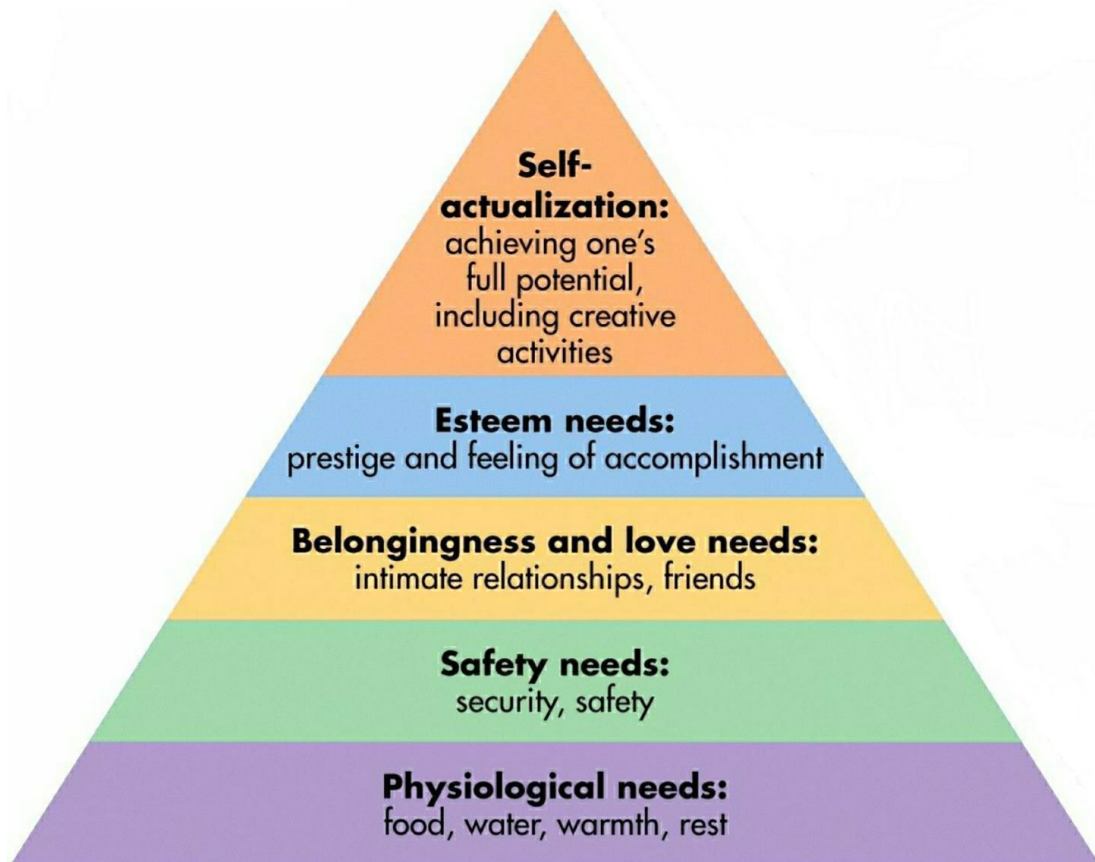 Self-
actualization:
achieving one's
full potential,
including creative
activities
Esteem needs:
prestige and feeling of accomplishment
Belongingness and love needs:
intimate relationships, friends
Safety needs:
security, safety
Physiological needs:
food, water, warmth, rest